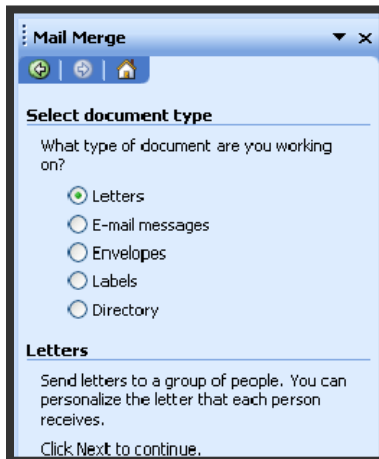 Mail Merge
Select document type
What type of document are you working
on?
Letters
E-mail messages
Envelopes
Labels
Directory
Letters
Send letters to a group of people. You can
personalize the letter that each person
receives.
Click Next to continue.